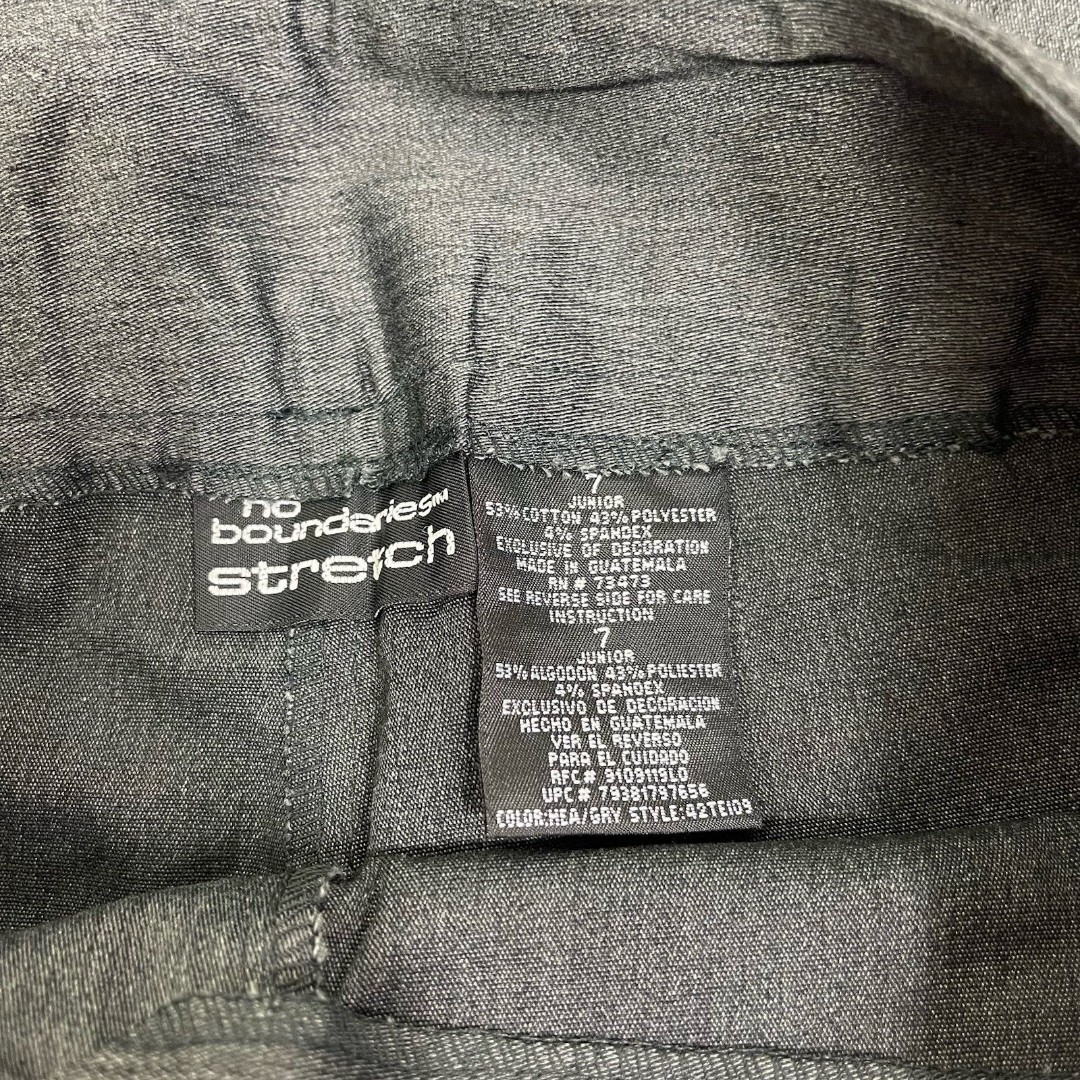 no
boundaries™
stretch
7
JUNIOR
53% COTTON 43% POLYESTER
4% SPANDEX
EXCLUSIVE OF DECORATION
MADE IN GUATEMALA
RN # 73473
SEE REVERSE SIDE FOR CARE
INSTRUCTION
7
JUNIOR
53% ALGODON 43% POLIESTER
4% SPANDEX
EXCLUSIVO DE DECORACION
HECHO EN GUATEMALA
VER EL REVERSO
PARA EL CUIDADO
RFC# 9109119L0
UPC# 79381797656
COLOR:HEA/GRY STYLE:42TE109